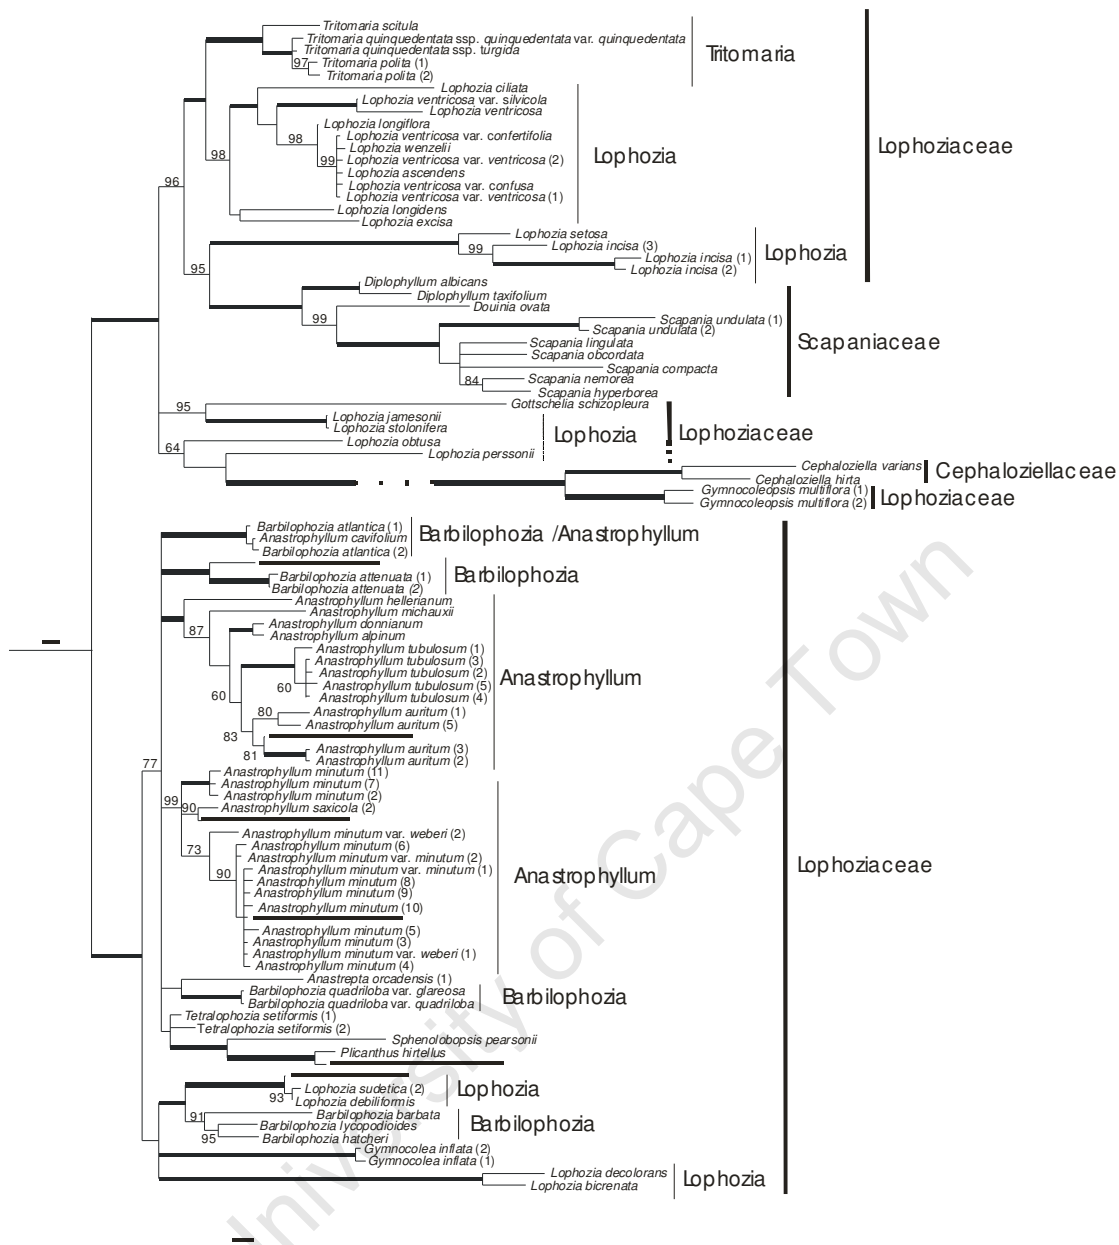 Tritomaria scitula
Tritomaria quinquedentata ssp. quinquedentata var. quinquedentata
Tritomaria quinquedentata ssp. turgida
97
Tritomaria polita (1)
Tritomaria polita (2)
Tritomaria
Lophozia ciliata
Lophozia ventricosa var. silvicola
Lophozia ventricosa
Lophozia longiflora
98
Lophozia ventricosa var. confertifolia
Lophozia wenzelii
98
99
Lophozia ventricosa var. ventricosa (2)
Lophozia ascendens
Lophozia ventricosa var. confusa
Lophozia ventricosa var. ventricosa (1)
Lophozia longidens
Lophozia excisa
Lophozia
Lophoziaceae
96
Lophozia setosa
99
Lophozia incisa (3)
Lophozia incisa (1)
Lophozia incisa (2)
Lophozia
95
Diplophyllum albicans
Diplophyllum taxifolium
Douinia ovata
99
Scapania undulata (1)
Scapania undulata (2)
Scapania lingulata
Scapania obcordata
Scapania compacta
84
Scapania nemorea
Scapania hyperborea
Scapaniaceae
95
Gottschelia schizopleura
Lophozia jamesonii
Lophozia stolonifera
64
Lophozia obtusa
Lophozia perssonii
Lophozia
Lophoziaceae
Cephaloziella varians
Cephaloziella hirta
Cephaloziellaceae
Gymnocoleopsis multiflora (1)
Gymnocoleopsis multiflora (2)
Lophoziaceae
Barbilophozia atlantica (1)
Anastrophyllum cavifolium
Barbilophozia atlantica (2)
Barbilophozia /Anastrophyllum
Barbilophozia attenuata (1)
Barbilophozia attenuata (2)
Barbilophozia
Anastrophyllum hellerianum
87
Anastrophyllum michauxii
Anastrophyllum donnianum
Anastrophyllum alpinum
Anastrophyllum tubulosum (1)
Anastrophyllum tubulosum (3)
Anastrophyllum tubulosum (2)
60
60
Anastrophyllum tubulosum (5)
Anastrophyllum tubulosum (4)
80
Anastrophyllum auritum (1)
Anastrophyllum auritum (5)
83
81
Anastrophyllum auritum (3)
Anastrophyllum auritum (2)
Anastrophyllum
77
Anastrophyllum minutum (11)
Anastrophyllum minutum (7)
Anastrophyllum minutum (2)
99
90
Anastrophyllum saxicola (2)
Anastrophyllum minutum var. weberi (2)
73
Anastrophyllum minutum (6)
Anastrophyllum minutum var. minutum (2)
90
Anastrophyllum minutum var. minutum (1)
Anastrophyllum minutum (8)
Anastrophyllum minutum (9)
Anastrophyllum minutum (10)
Anastrophyllum minutum (5)
Anastrophyllum minutum (3)
Anastrophyllum minutum var. weberi (1)
Anastrophyllum minutum (4)
Anastrophyllum
Lophoziaceae
Anastrepta orcadensis (1)
Barbilophozia quadriloba var. glareosa
Barbilophozia quadriloba var. quadriloba
Barbilophozia
Tetralophozia setiformis (1)
Tetralophozia setiformis (2)
Sphenolobopsis pearsonii
Plicanthus hirtellus
93
Lophozia sudetica (2)
Lophozia debiliformis
Lophozia
91
Barbilophozia barbata
Barbilophozia lycopodioides
95
Barbilophozia hatcheri
Barbilophozia
Gymnocolea inflata (2)
Gymnocolea inflata (1)
Lophozia decolorans
Lophozia bicrenata
Lophozia
University of Cape Town